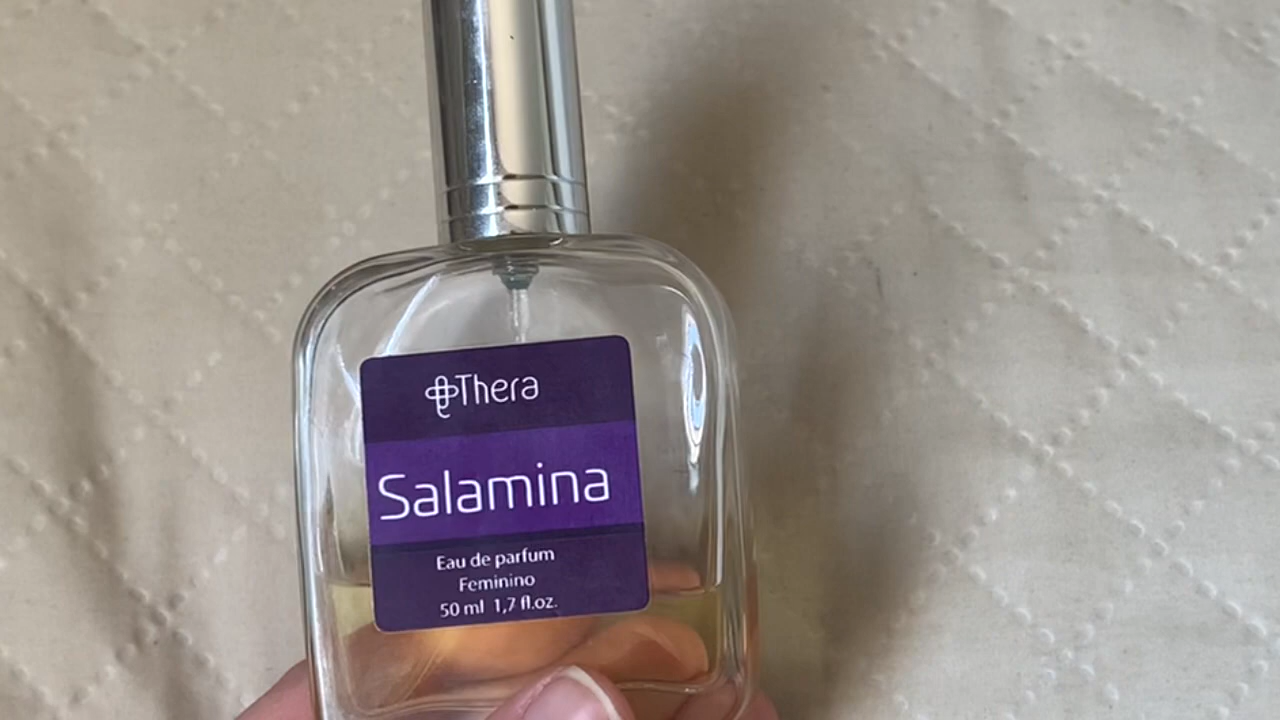 Thera
Salamina
Eau de parfum
Feminino
50 ml 1,7 fl.oz.